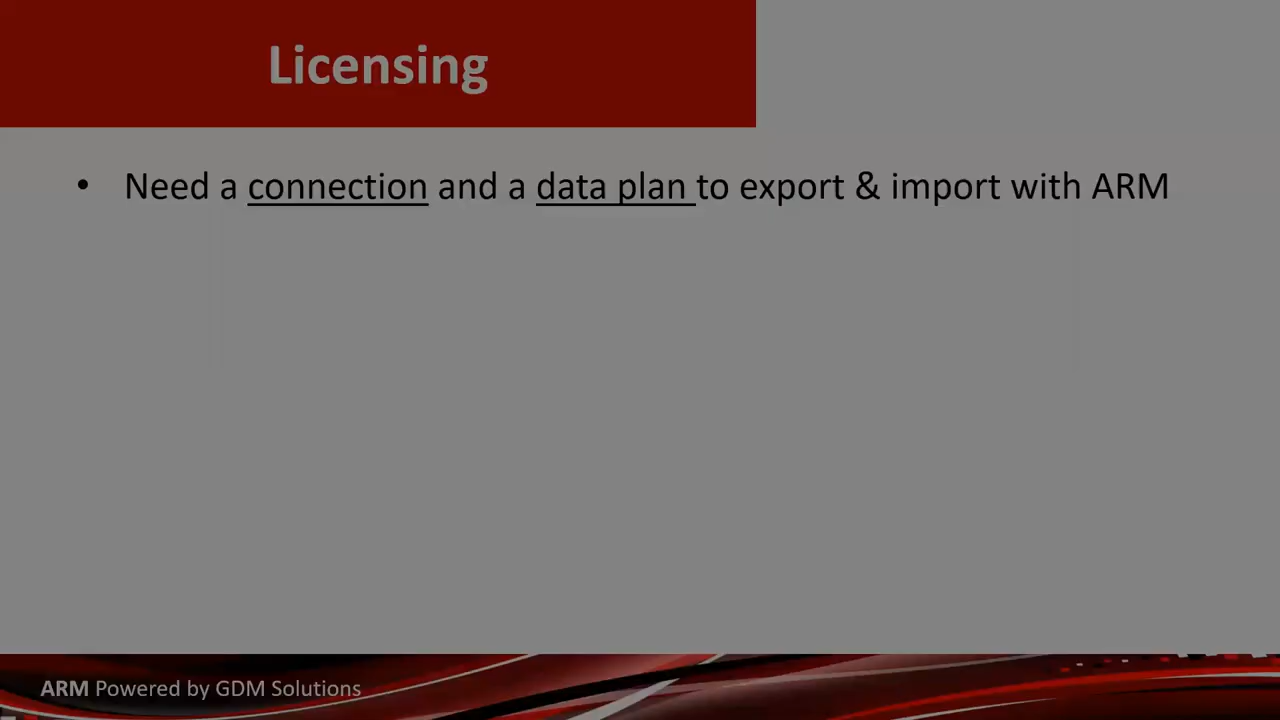 Licensing
• Need a connection and a data plan to export & import with ARM
ARM Powered by GDM Solutions